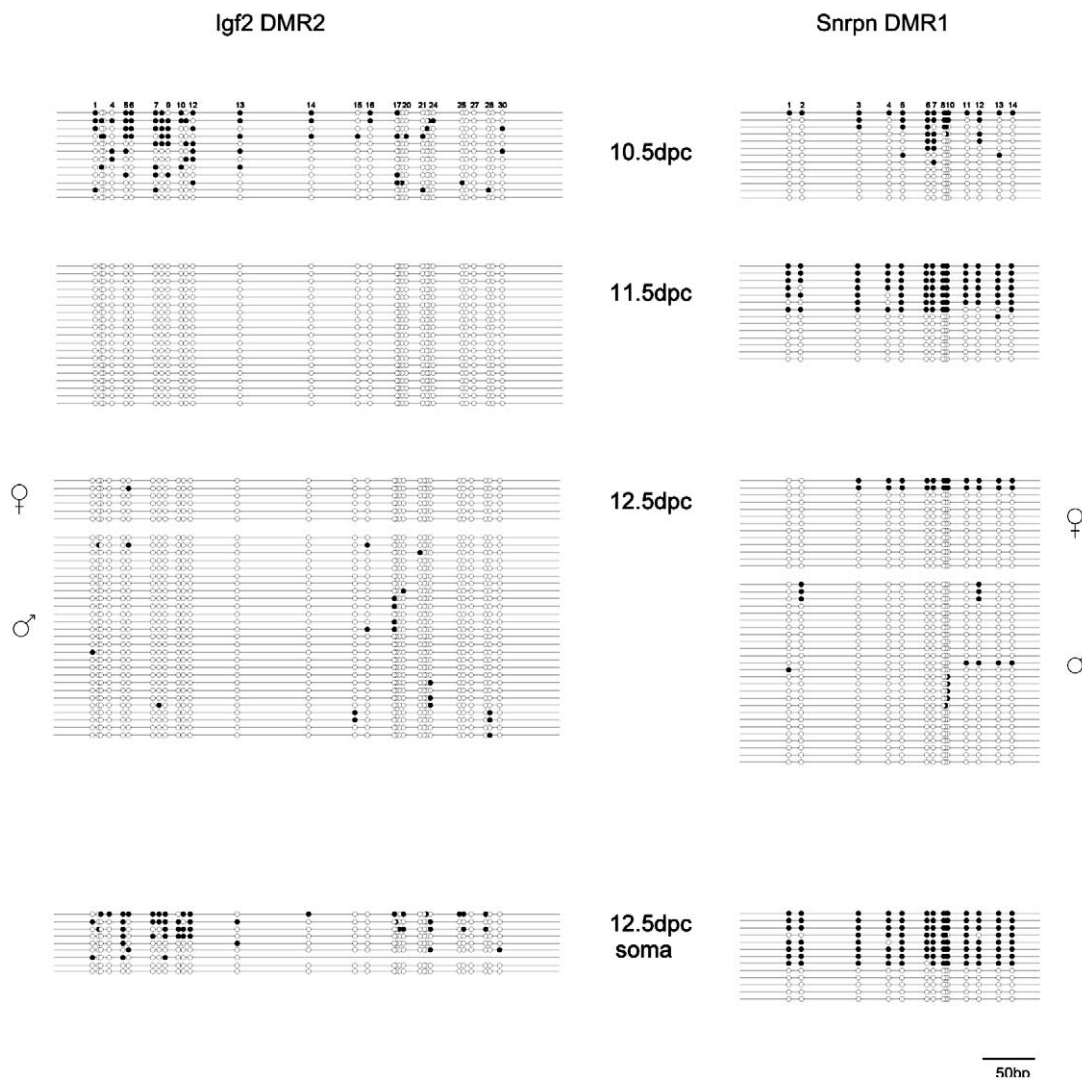 Igf2 DMR2
Snrpn DMR1
1 4 56 7 9 10 12 13 14 15 16 17 20 21 24 25 27 28 30
10.5dpc
1 2 3 4 5 6 7 8 10 11 12 13 14
11.5dpc
♀
12.5dpc
♀
♂
♂
12.5dpc
soma
50bp